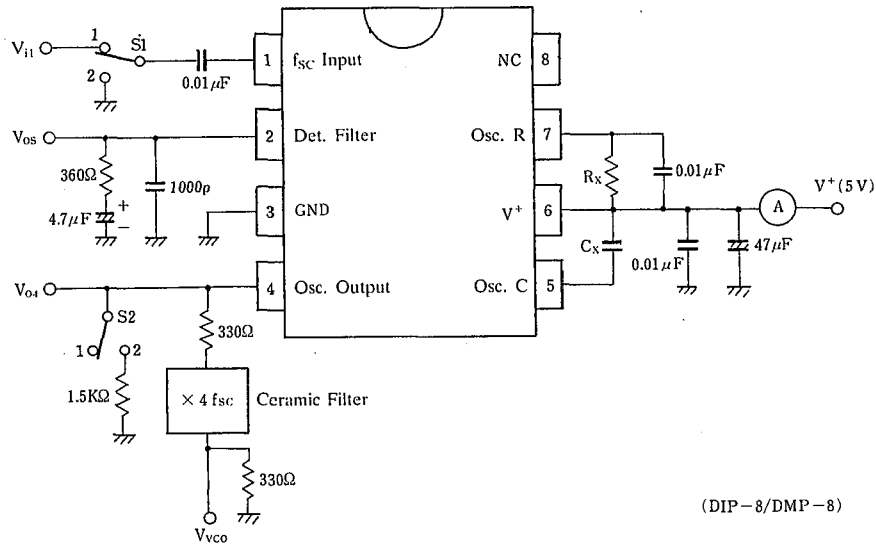 Vi1
1
S1
2
0.01μF
1
fSC Input
NC
8
VOS
2
Det. Filter
Osc. R
7
360Ω
1000p
4.7μF
+
−
RX
0.01μF
V+(5V)
3
GND
V+
6
A
CX
0.01μF
47μF
VO4
4
Osc. Output
Osc. C
5
S2
1
2
330Ω
1.5KΩ
×4 fsc
Ceramic Filter
330Ω
VVCO
(DIP−8/DMP−8)